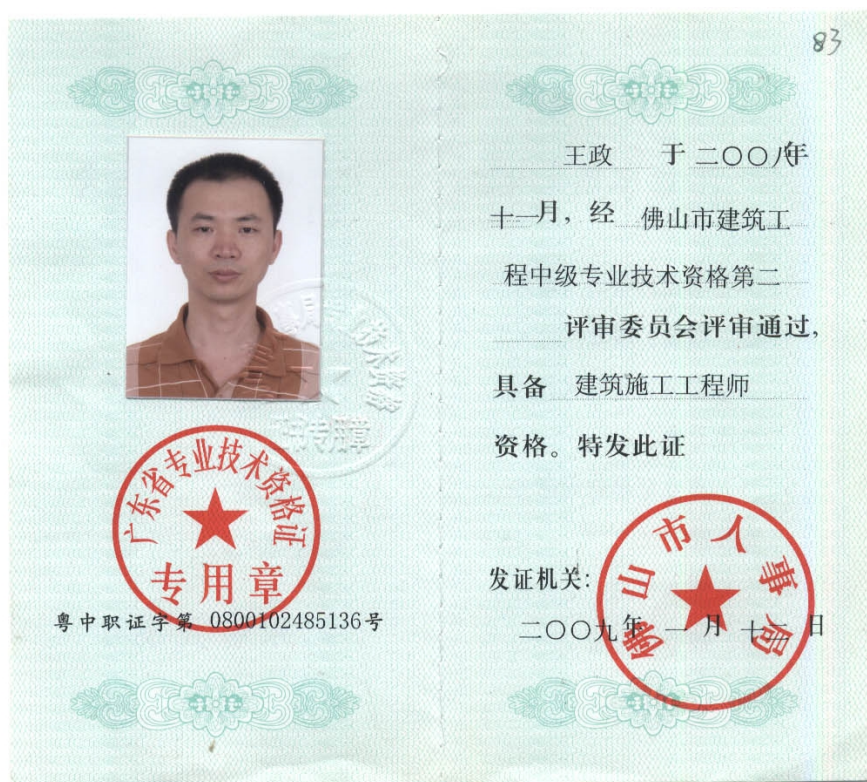 83
广东省专业技术资格证
专用章
粤中职证字第 0800102485136号
王政 于 二〇〇八年
十一月，经 佛山市建筑工
程中级专业技术资格第二
评审委员会评审通过，
具备 建筑施工工程师
资格。特发此证
发证机关：
佛山市人事局
二〇〇九年 一 月 十二 日